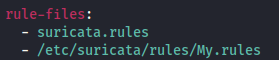 rule-files:
  - suricata.rules
  - /etc/suricata/rules/My.rules